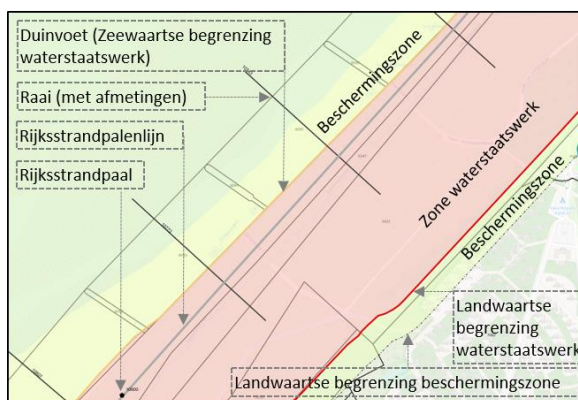 Duinvoet (Zeewaartse begrenzing
waterstaatswerk)
Raai (met afmetingen)
Rijksstrandpalenlijn
Rijksstrandpaal
Beschermingszone
Zone waterstaatswerk
Beschermingszone
Landwaartse
begrenzing
waterstaatswerk
Landwaartse begrenzing beschermingszone